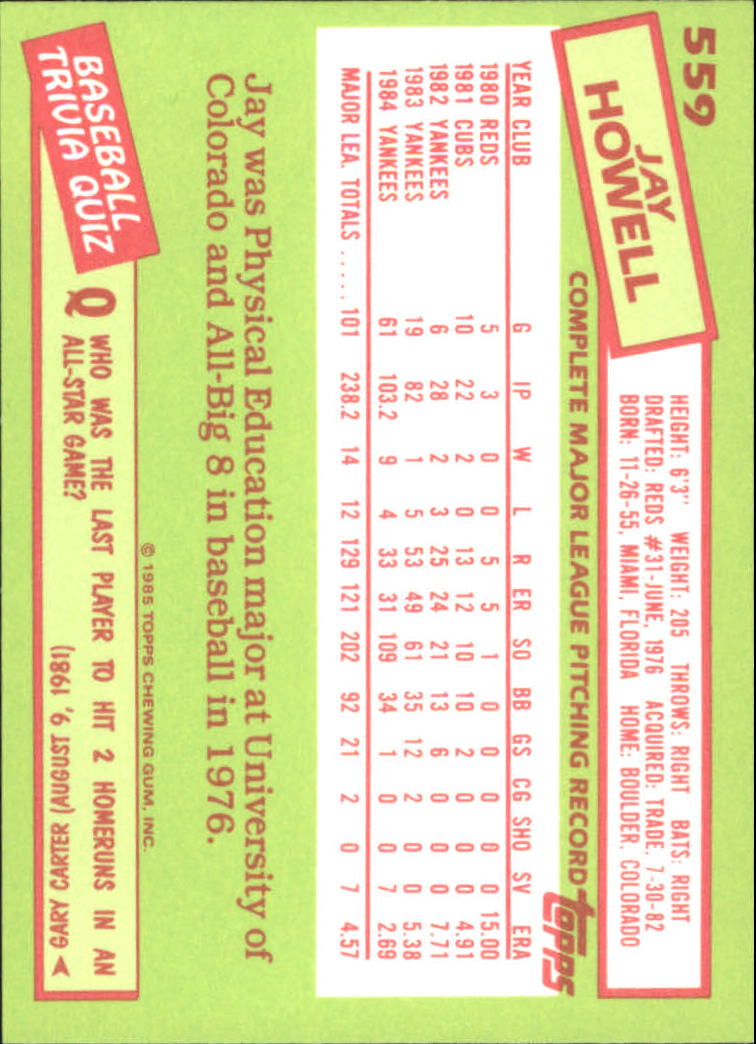 559
JAY
HOWELL
HEIGHT: 6'3" WEIGHT: 205 THROWS: RIGHT BATS: RIGHT
DRAFTED: REDS #31-JUNE, 1976 ACQUIRED: TRADE, 7-30-82
BORN: 11-26-55, MIAMI, FLORIDA HOME: BOULDER, COLORADO
COMPLETE MAJOR LEAGUE PITCHING RECORD
topps
YEAR CLUB G IP W L R ER SO BB GS CG SHO SV ERA
1980 REDS 5 3 0 0 5 5 1 0 0 0 0 0 15.00
1981 CUBS 10 22 2 0 13 12 10 10 2 0 0 0 4.91
1982 YANKEES 6 28 2 3 25 24 21 13 6 0 0 0 7.71
1983 YANKEES 19 82 1 5 53 49 61 35 12 2 0 0 5.38
1984 YANKEES 61 103.2 9 4 33 31 109 34 1 0 0 7 2.69
MAJOR LEA. TOTALS ..... 101 238.2 14 12 129 121 202 92 21 2 0 7 4.57
Jay was Physical Education major at University of
Colorado and All-Big 8 in baseball in 1976.
© 1985 TOPPS CHEWING GUM, INC.
BASEBALL
TRIVIA QUIZ
Q WHO WAS THE LAST PLAYER TO HIT 2 HOMERUNS IN AN
ALL-STAR GAME?
GARY CARTER (AUGUST 9, 1981)